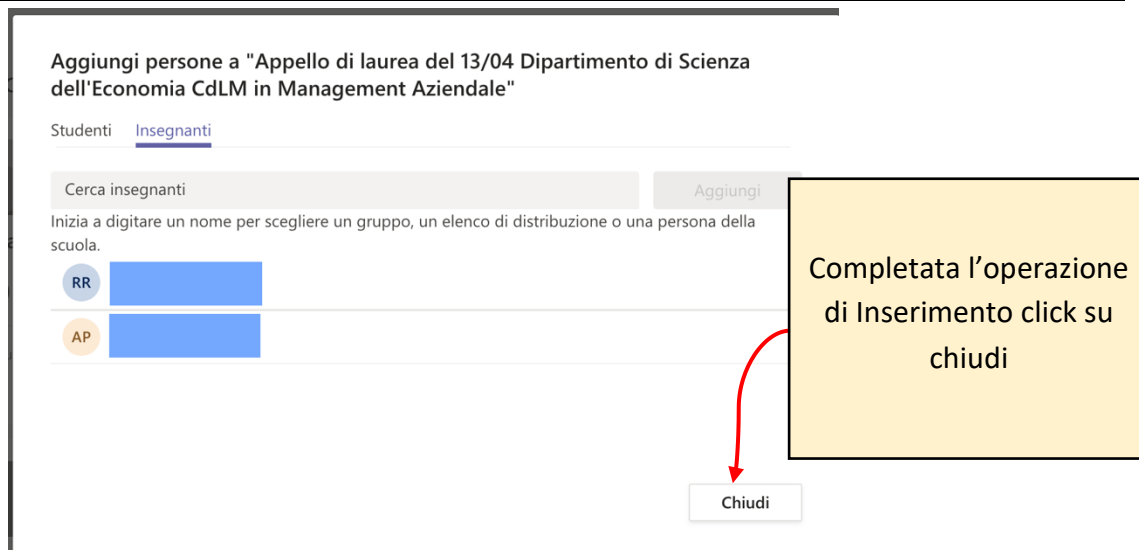 Aggiungi persone a "Appello di laurea del 13/04 Dipartimento di Scienza
dell'Economia CdLM in Management Aziendale"
Studenti Insegnanti
Cerca insegnanti Aggiungi
Inizia a digitare un nome per scegliere un gruppo, un elenco di distribuzione o una persona della
scuola.
RR
AP
Completata l’operazione
di Inserimento click su
chiudi
Chiudi